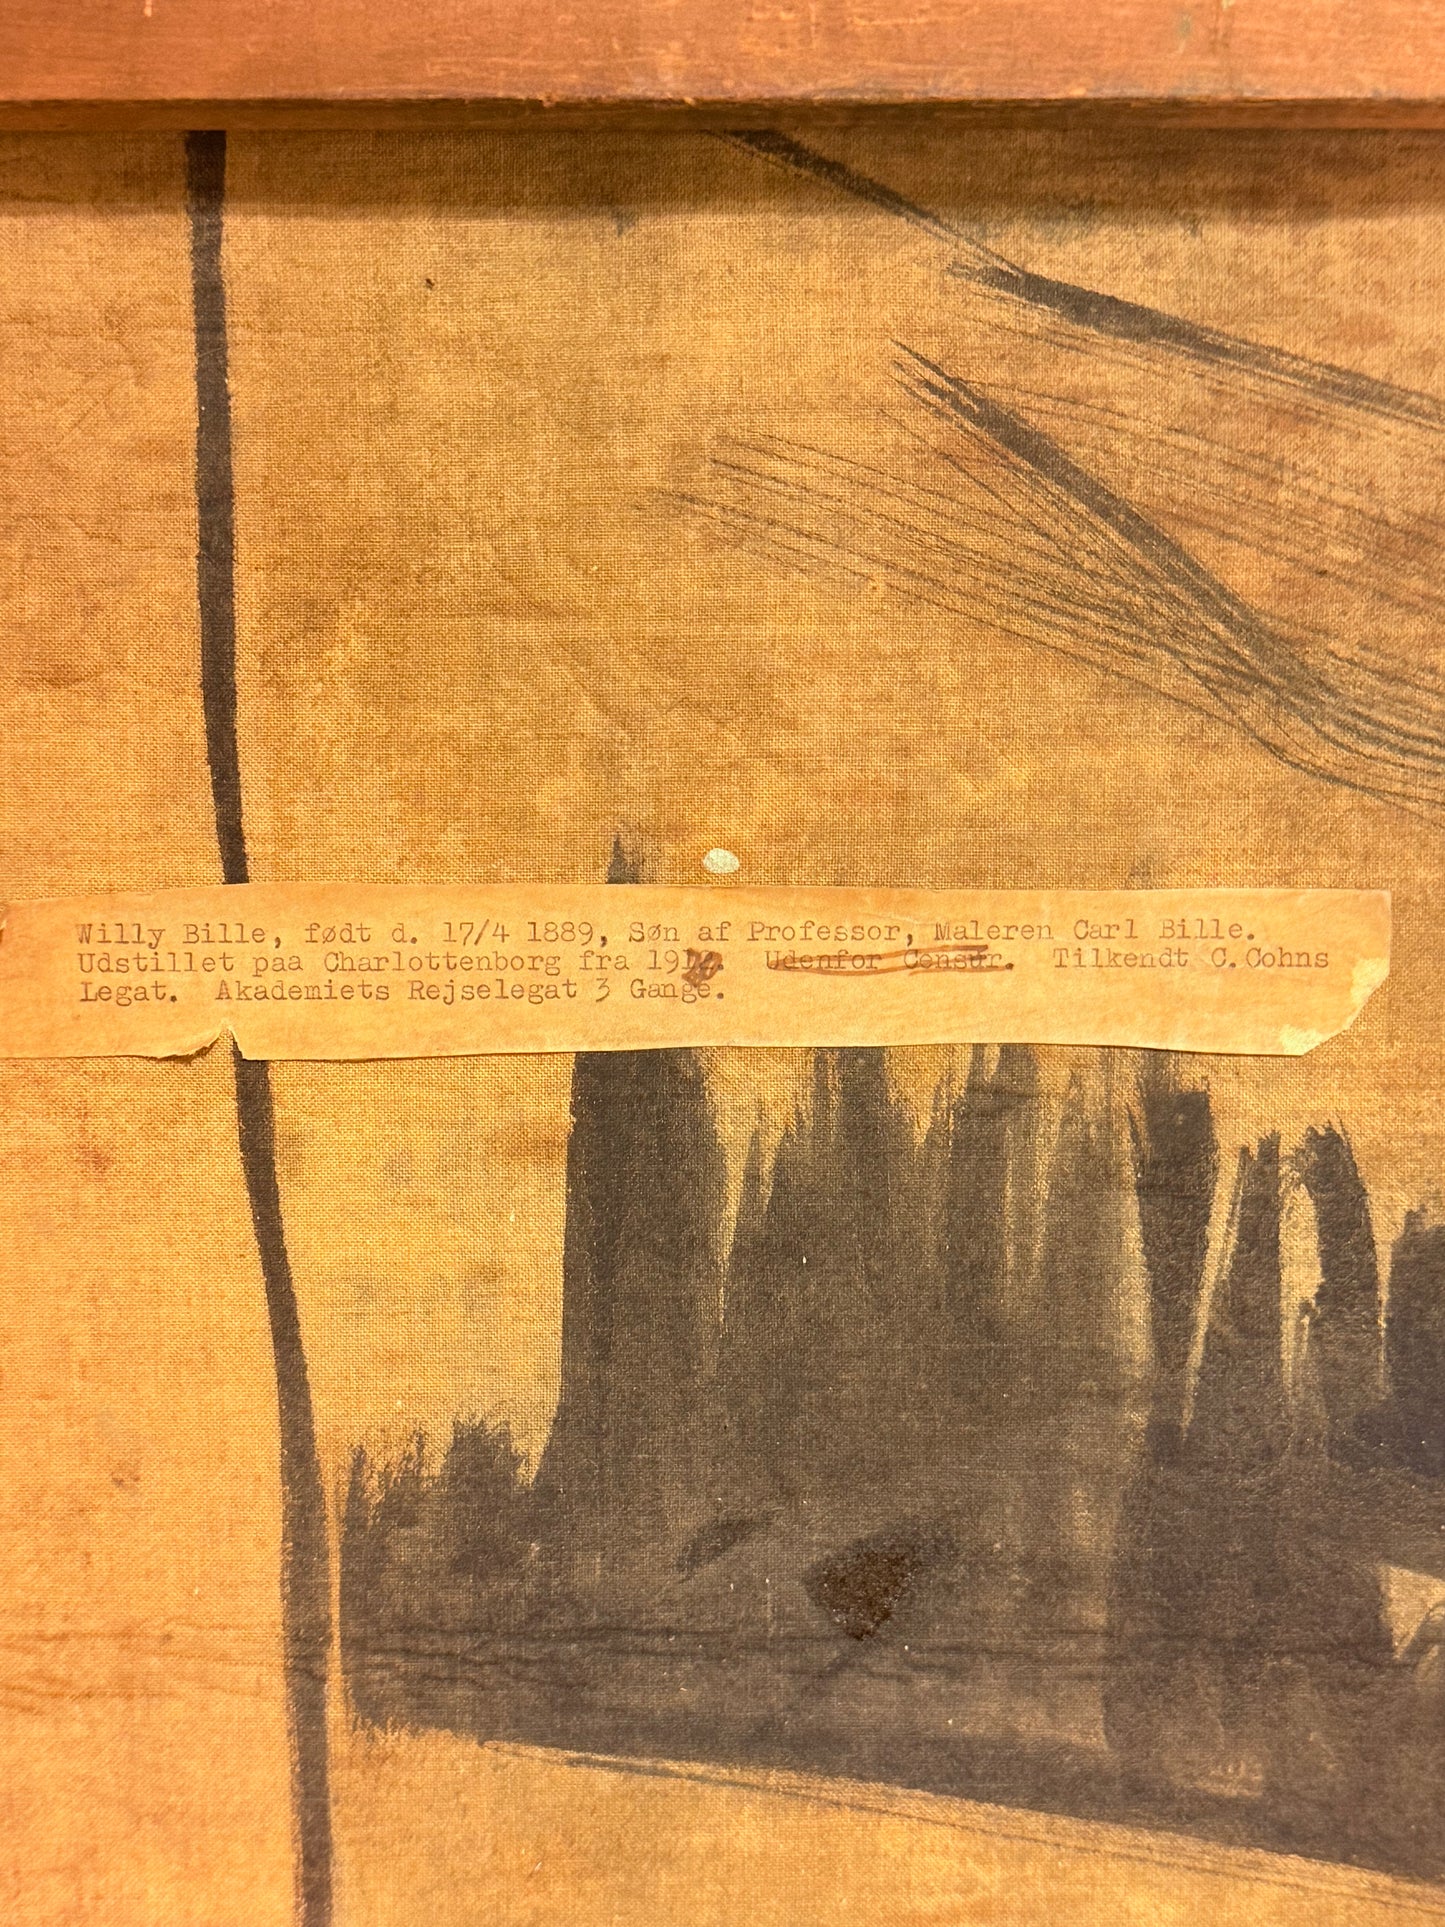 Willy Bille, født d. 17/4 1889, Søn af Professor, Maleren Carl Bille.
Udstillet paa Charlottenborg fra Udenfor Censur. Tilkendt C.Cohns
Legat. Akademiets Rejselegat 3 Gange.